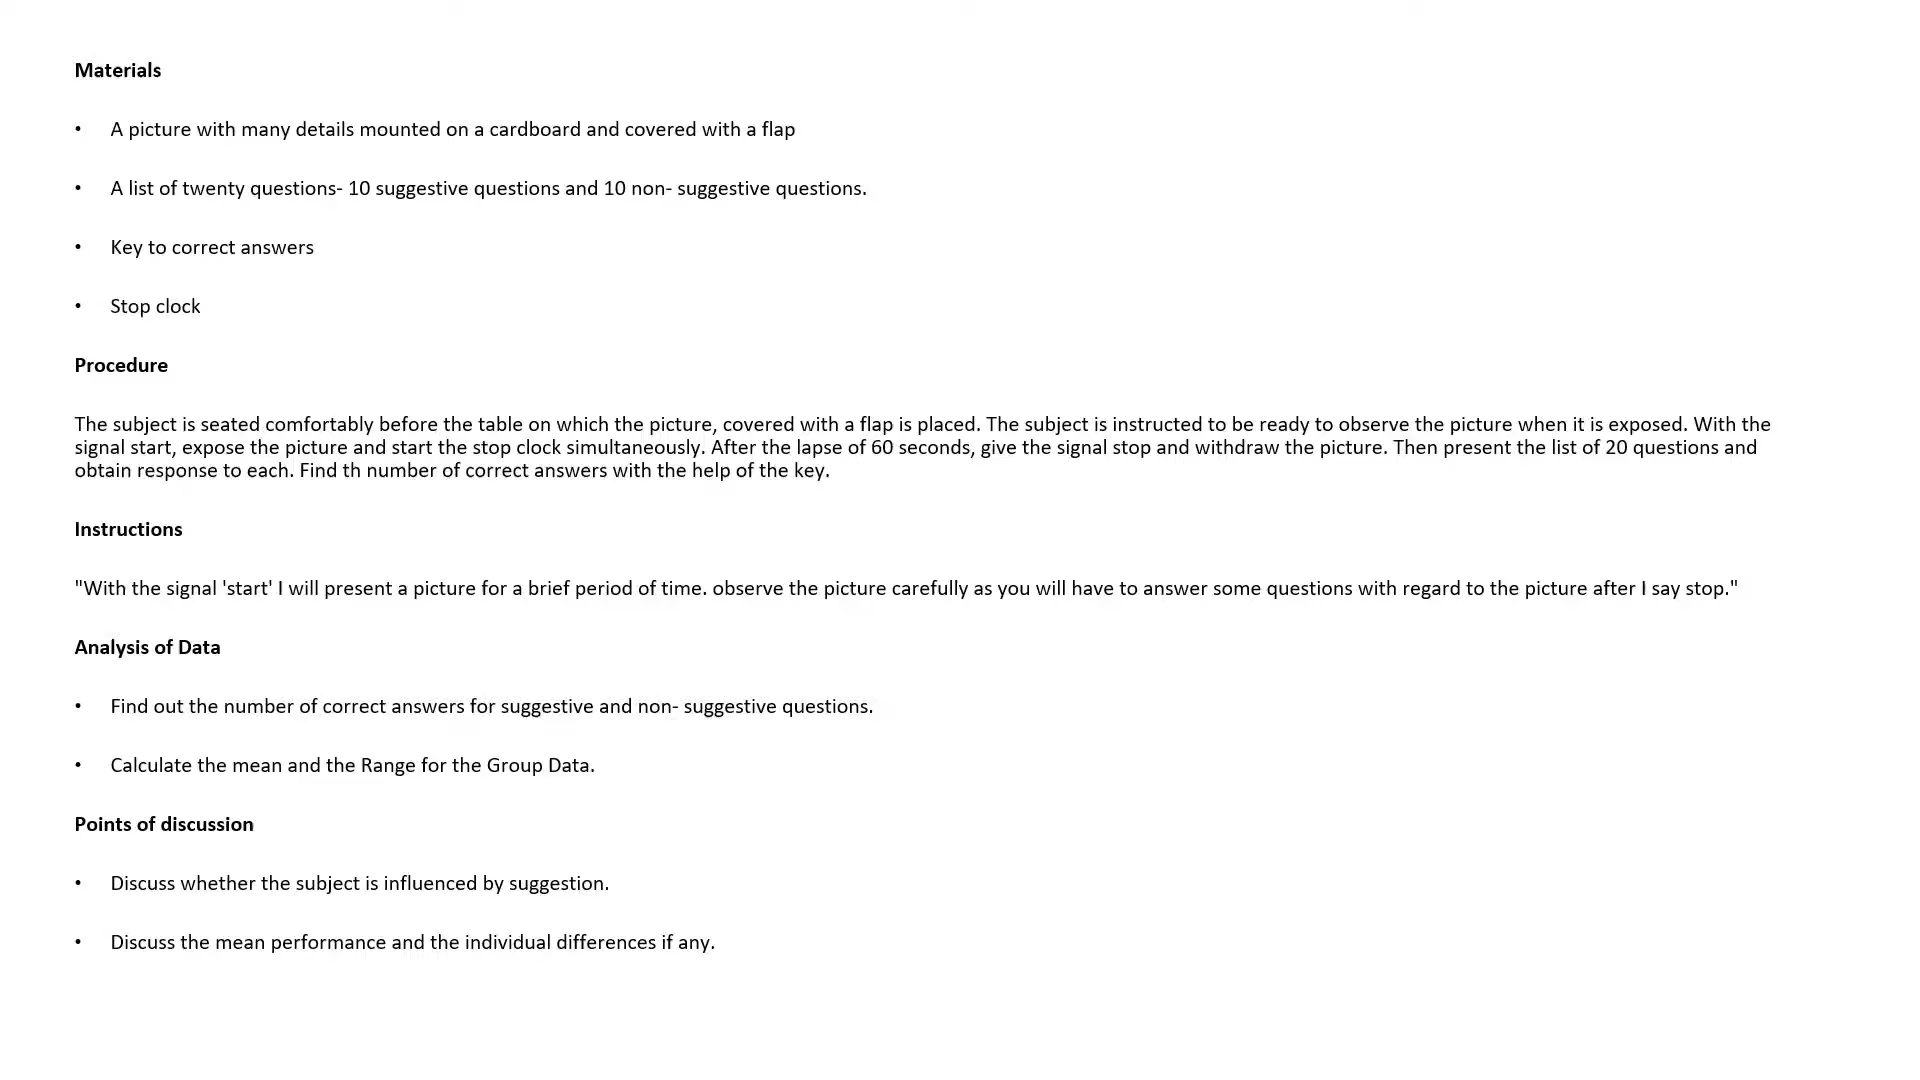 Materials
• A picture with many details mounted on a cardboard and covered with a flap
• A list of twenty questions- 10 suggestive questions and 10 non- suggestive questions.
• Key to correct answers
• Stop clock
Procedure
The subject is seated comfortably before the table on which the picture, covered with a flap is placed. The subject is instructed to be ready to observe the picture when it is exposed. With the
signal start, expose the picture and start the stop clock simultaneously. After the lapse of 60 seconds, give the signal stop and withdraw the picture. Then present the list of 20 questions and
obtain response to each. Find th number of correct answers with the help of the key.
Instructions
"With the signal 'start' I will present a picture for a brief period of time. observe the picture carefully as you will have to answer some questions with regard to the picture after I say stop."
Analysis of Data
• Find out the number of correct answers for suggestive and non- suggestive questions.
• Calculate the mean and the Range for the Group Data.
Points of discussion
• Discuss whether the subject is influenced by suggestion.
• Discuss the mean performance and the individual differences if any.